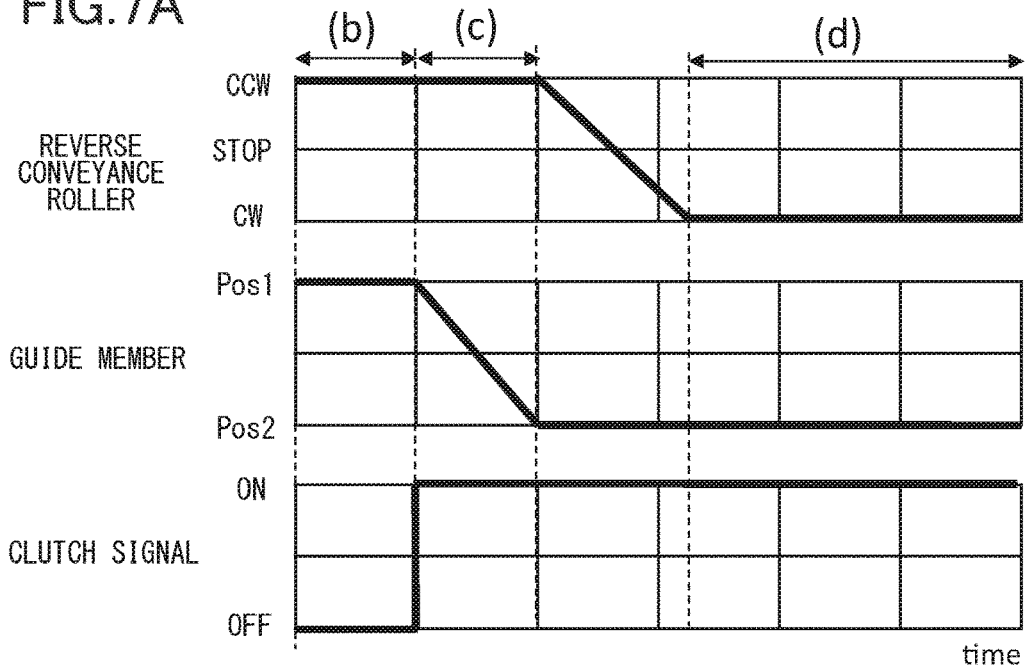 FIG. 7A
(b)
(c)
(d)
CCW
STOP
CW
REVERSE
CONVEYANCE
ROLLER
Pos1
Pos2
GUIDE MEMBER
ON
OFF
CLUTCH SIGNAL
time